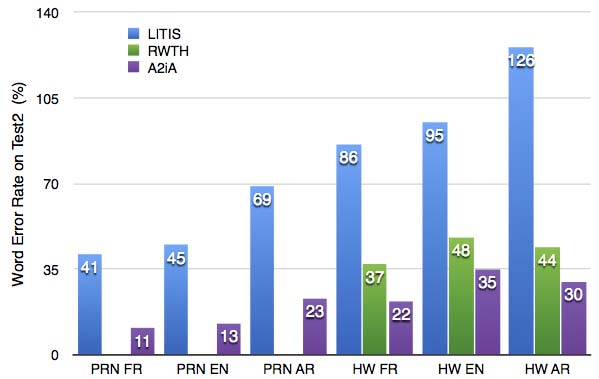 140
105
70
35
0
Word Error Rate on Test2 (%)
LITIS
RWTH
A2iA
41
11
45
13
69
23
86
37
22
95
48
35
126
44
30
PRN FR
PRN EN
PRN AR
HW FR
HW EN
HW AR